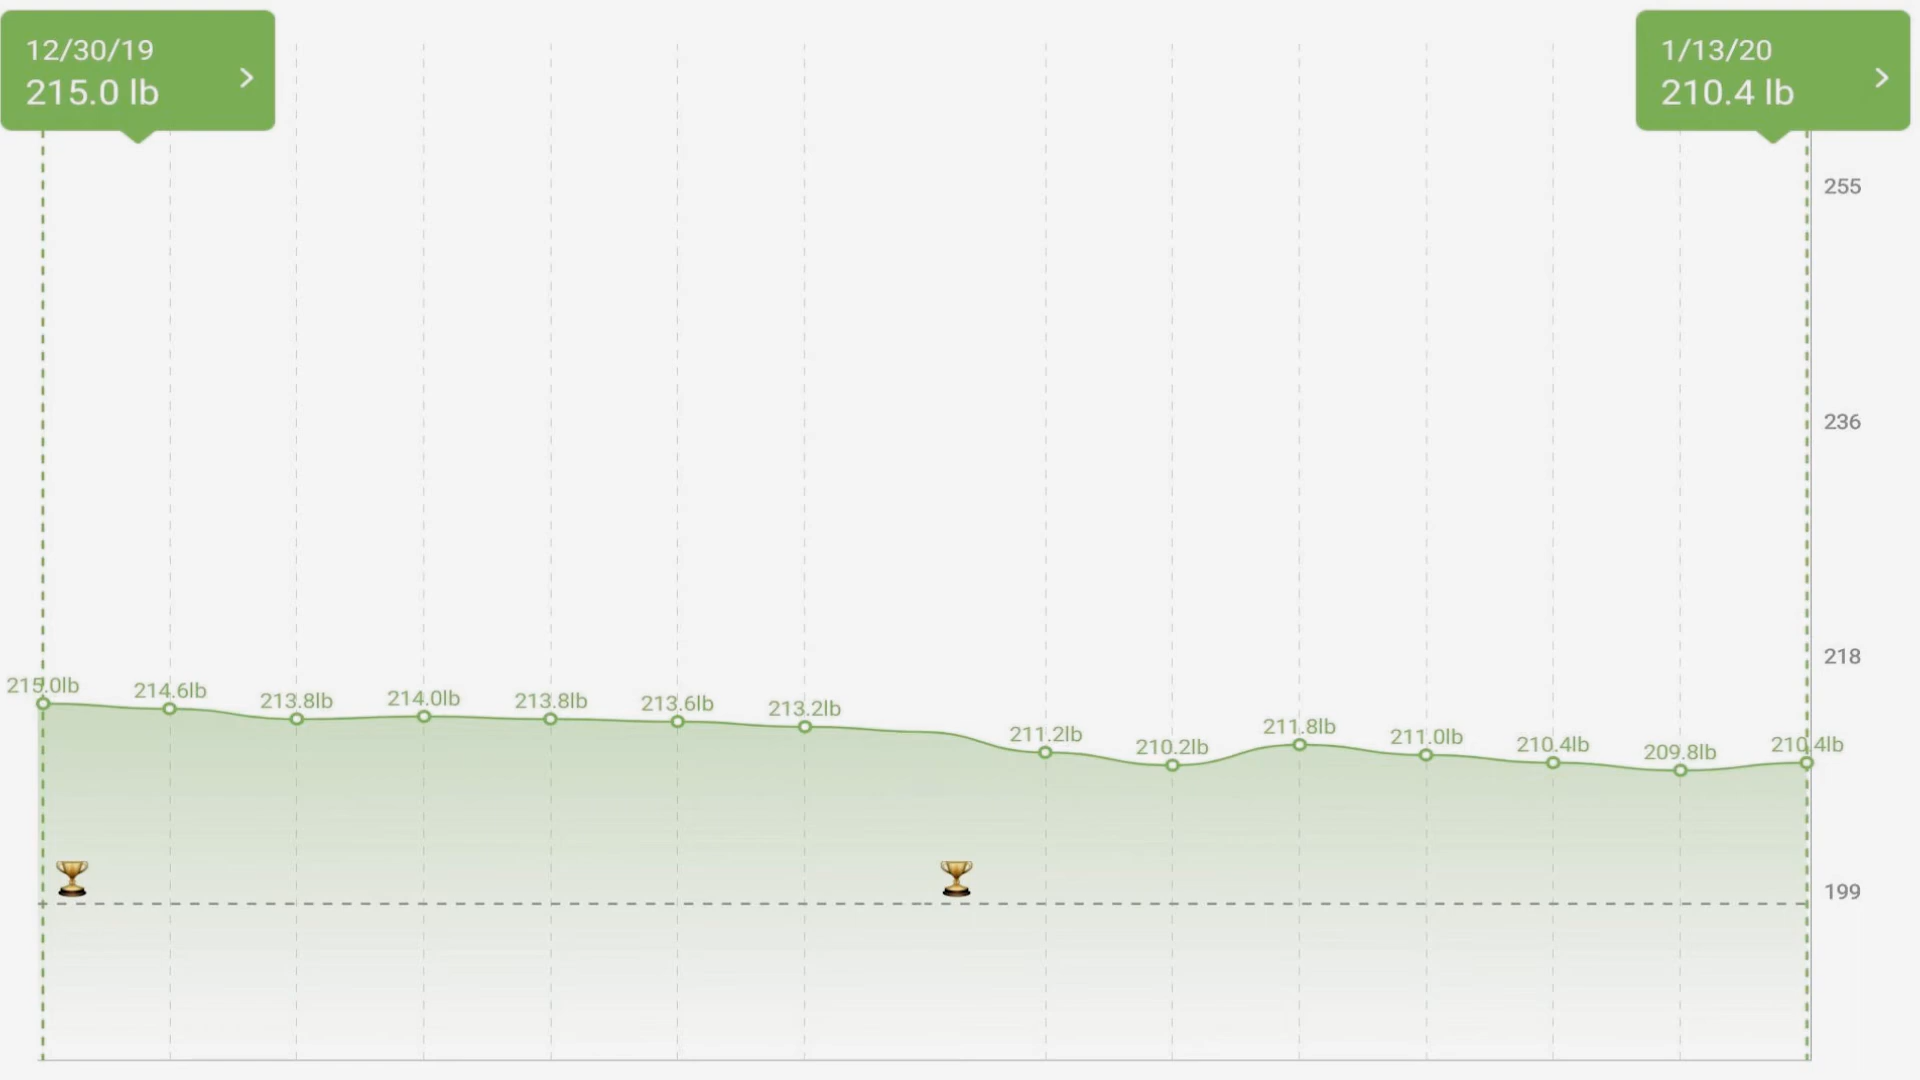 12/30/19
215.0 lb
1/13/20
210.4 lb
255
236
218
199
215.0lb
214.6lb
213.8lb
214.0lb
213.8lb
213.6lb
213.2lb
211.2lb
210.2lb
211.8lb
211.0lb
210.4lb
209.8lb
210.4lb